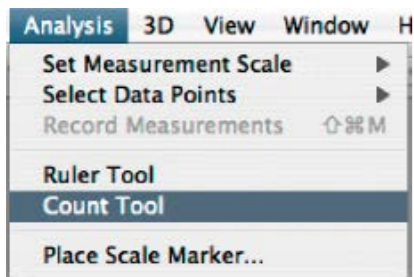 Analysis 3D View Window H
Set Measurement Scale ▶
Select Data Points ▶
Record Measurements ⇧⌘M
Ruler Tool
Count Tool
Place Scale Marker...